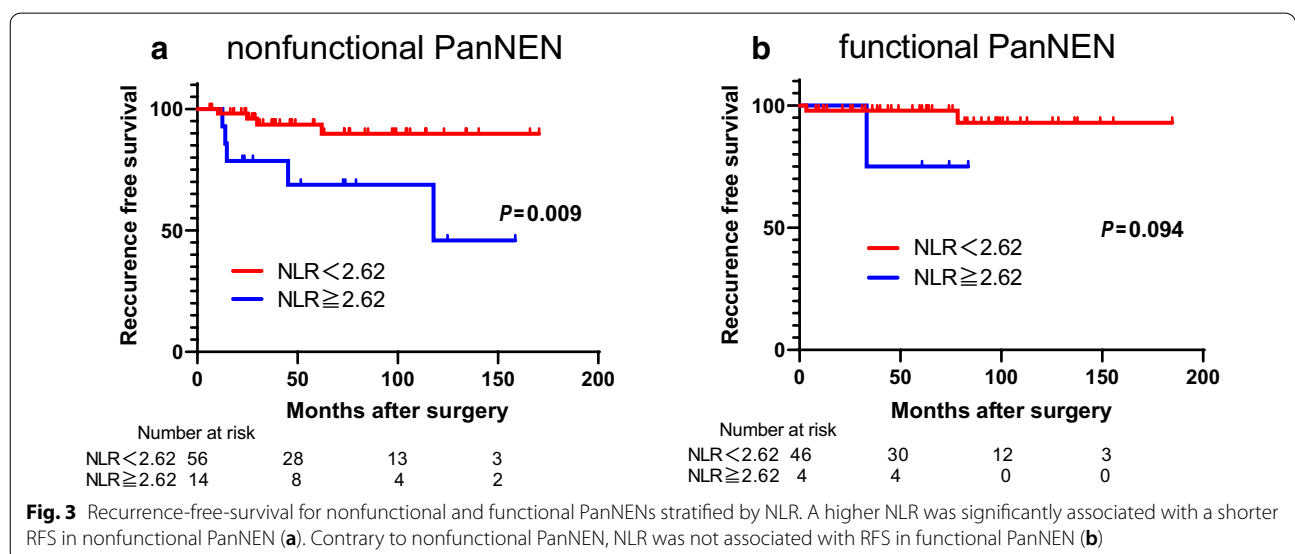 a nonfunctional PanNEN
Reccurence free survival
100
50
0
P=0.009
NLR<2.62
NLR≧2.62
0 50 100 150 200
Months after surgery
Number at risk
NLR<2.62 56 28 13 3
NLR≧2.62 14 8 4 2
b functional PanNEN
Reccurence free survival
100
50
0
NLR<2.62
NLR≧2.62
P=0.094
0 50 100 150 200
Months after surgery
Number at risk
NLR<2.62 46 30 12 3
NLR≧2.62 4 4 0 0
Fig. 3 Recurrence-free-survival for nonfunctional and functional PanNENs stratified by NLR. A higher NLR was significantly associated with a shorter
RFS in nonfunctional PanNEN (a). Contrary to nonfunctional PanNEN, NLR was not associated with RFS in functional PanNEN (b)